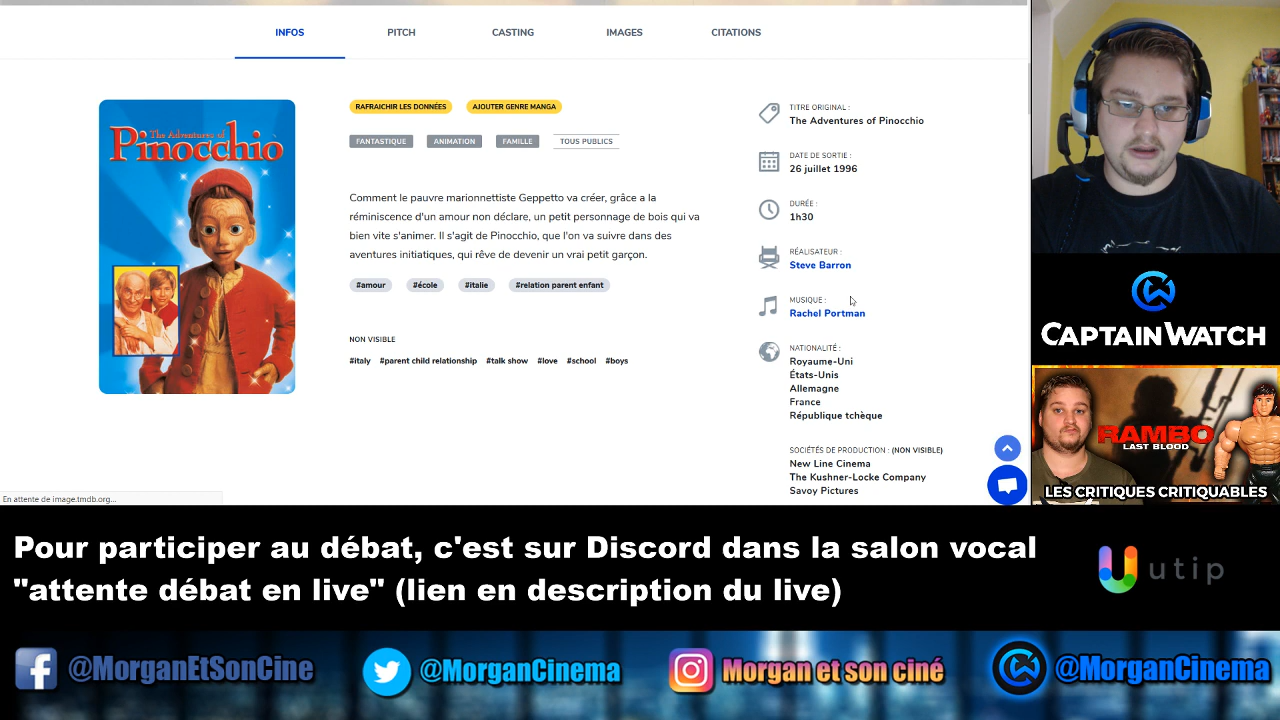 INFOS
PITCH
CASTING
IMAGES
CITATIONS
The Adventures of
Pinocchio
RAFRAICHIR LES DONNÉES
AJOUTER GENRE MANGA
FANTASTIQUE
ANIMATION
FAMILLE
TOUS PUBLICS
Comment le pauvre marionnettiste Geppetto va créer, grâce a la
réminiscence d'un amour non déclare, un petit personnage de bois qui va
bien vite s'animer. Il s'agit de Pinocchio, que l'on va suivre dans des
aventures initiatiques, qui rêve de devenir un vrai petit garçon.
#amour
#école
#italie
#relation parent enfant
NON VISIBLE
#italy #parent child relationship #talk show #love #school #boys
TITRE ORIGINAL :
The Adventures of Pinocchio
DATE DE SORTIE :
26 juillet 1996
DURÉE :
1h30
RÉALISATEUR :
Steve Barron
MUSIQUE :
Rachel Portman
NATIONALITÉ :
Royaume-Uni
États-Unis
Allemagne
France
République tchèque
SOCIÉTÉS DE PRODUCTION : (NON VISIBLE)
New Line Cinema
The Kushner-Locke Company
Savoy Pictures
En attente de image.tmdb.org...
CAPTAINWATCH
RAMBO
LAST BLOOD
LES CRITIQUES CRITIQUABLES
Pour participer au débat, c'est sur Discord dans la salon vocal
"attente débat en live" (lien en description du live)
utip
@MorganEtSonCine
@MorganCinema
Morgan et son ciné
@MorganCinema